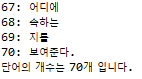 67: 어디에
68: 속하는
69: 지를
70: 보여준다.
단어의 개수는 70개 입니다.